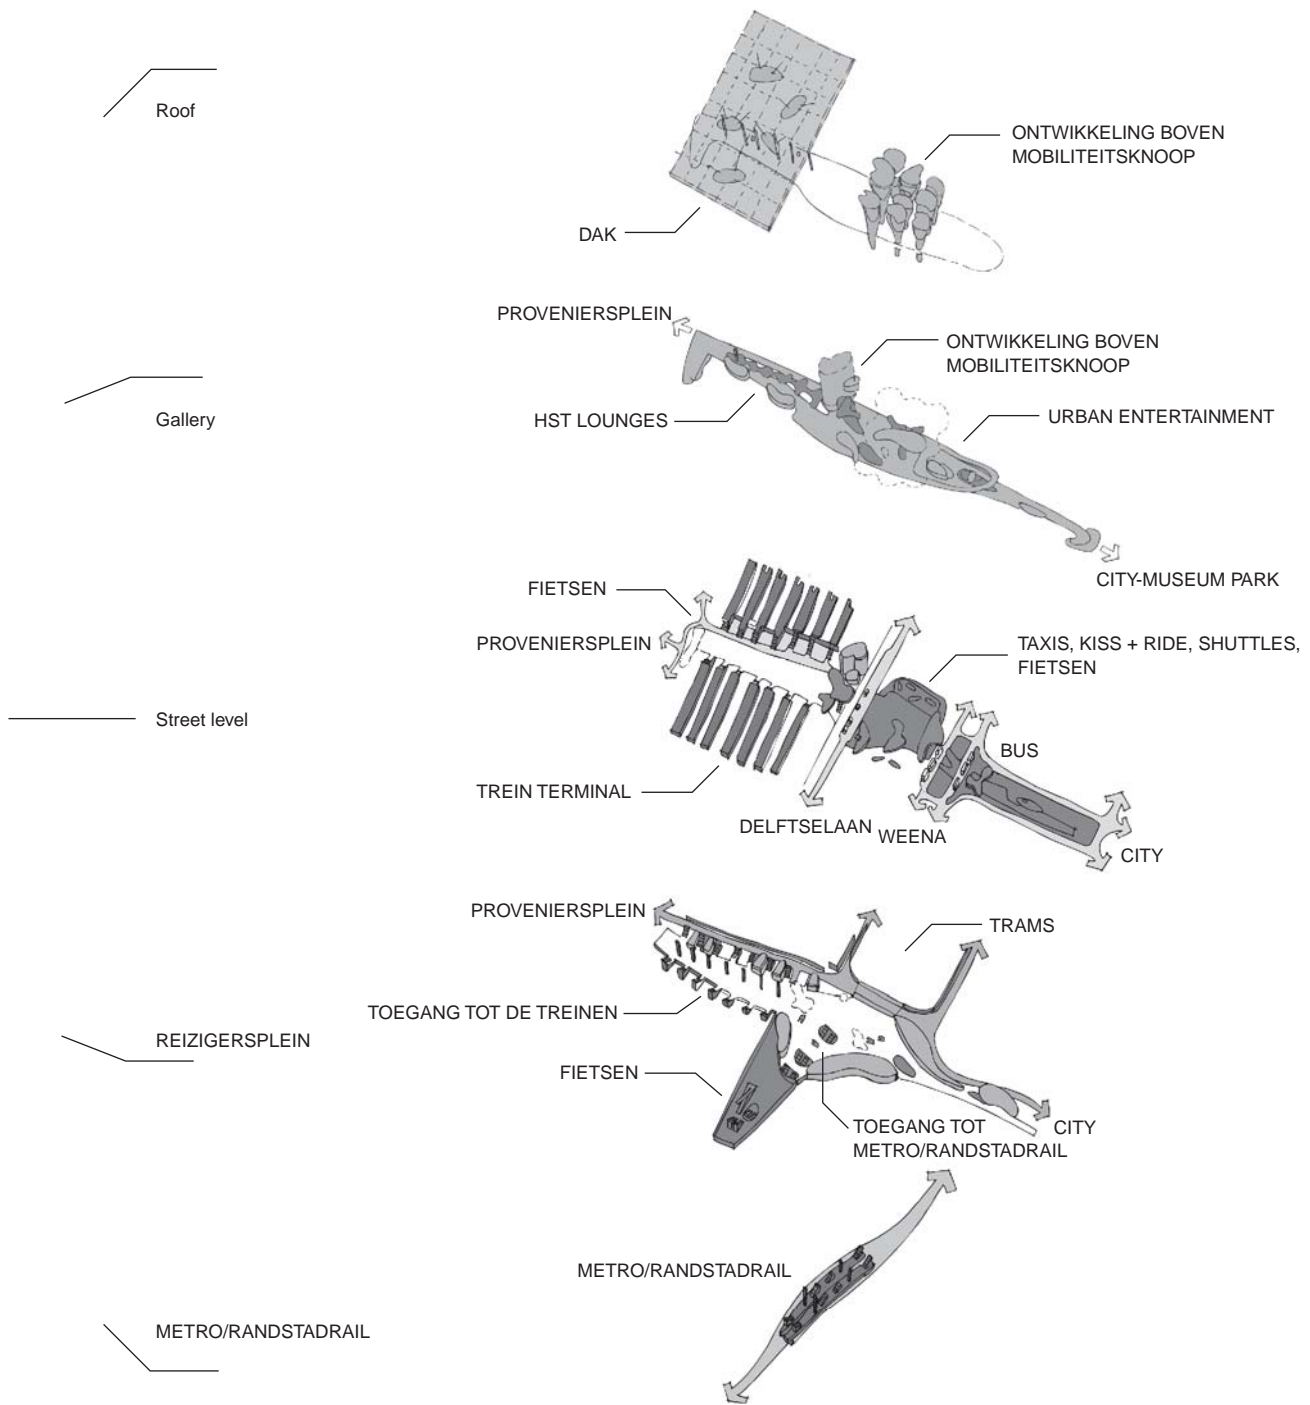 Roof
ONTWIKKELING BOVEN
MOBILITEITSKNOOP
DAK
PROVENIERSPLEIN
ONTWIKKELING BOVEN
MOBILITEITSKNOOP
Gallery
HST LOUNGES
URBAN ENTERTAINMENT
CITY-MUSEUM PARK
FIETSEN
PROVENIERSPLEIN
TAXIS, KISS + RIDE, SHUTTLES,
FIETSEN
Street level
BUS
TREIN TERMINAL
DELFTSELAAN
WEENA
CITY
PROVENIERSPLEIN
TRAMS
TOEGANG TOT DE TREINEN
REIZIGERSPLEIN
FIETSEN
TOEGANG TOT
METRO/RANDSTADRAIL
CITY
METRO/RANDSTADRAIL
METRO/RANDSTADRAIL